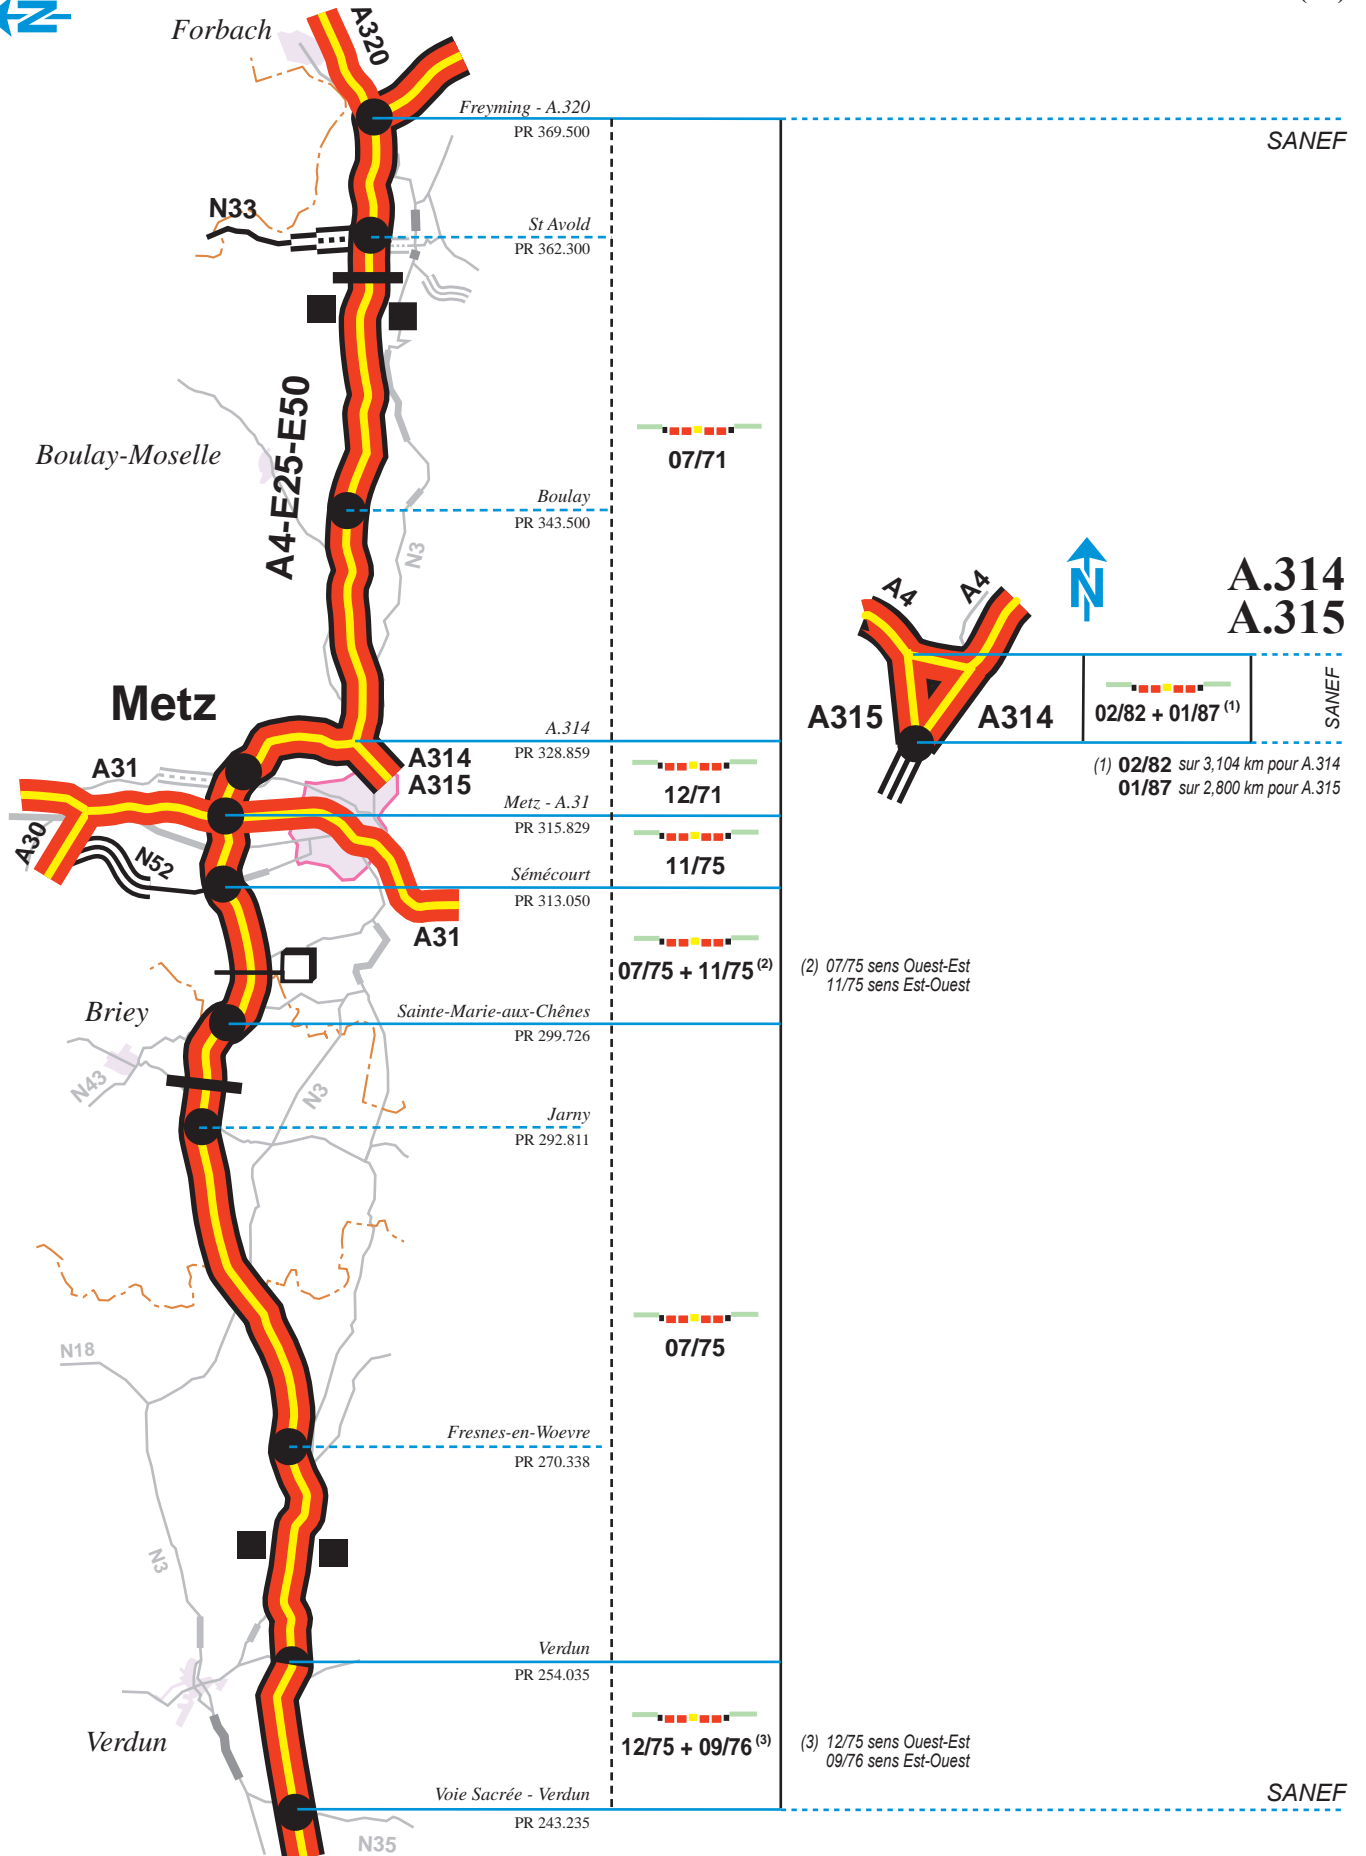 N
Forbach
A320
Freyming - A.320
PR 369.500
SANEF
N33
St Avold
PR 362.300
Boulay-Moselle
A4-E25-E50
07/71
Boulay
PR 343.500
N3
N
A.314
A.315
A4
A4
A315
A314
02/82 + 01/87 (1)
SANEF
(1) 02/82 sur 3,104 km pour A.314
01/87 sur 2,800 km pour A.315
Metz
A.314
PR 328.859
A314
A315
A31
12/71
Metz - A.31
PR 315.829
A30
N52
11/75
Sémécourt
PR 313.050
A31
07/75 + 11/75 (2)
(2) 07/75 sens Ouest-Est
11/75 sens Est-Ouest
Briey
Sainte-Marie-aux-Chênes
PR 299.726
N43
N3
Jarny
PR 292.811
N18
07/75
Fresnes-en-Woevre
PR 270.338
N3
Verdun
PR 254.035
Verdun
12/75 + 09/76 (3)
(3) 12/75 sens Ouest-Est
09/76 sens Est-Ouest
Voie Sacrée - Verdun
PR 243.235
SANEF
N35